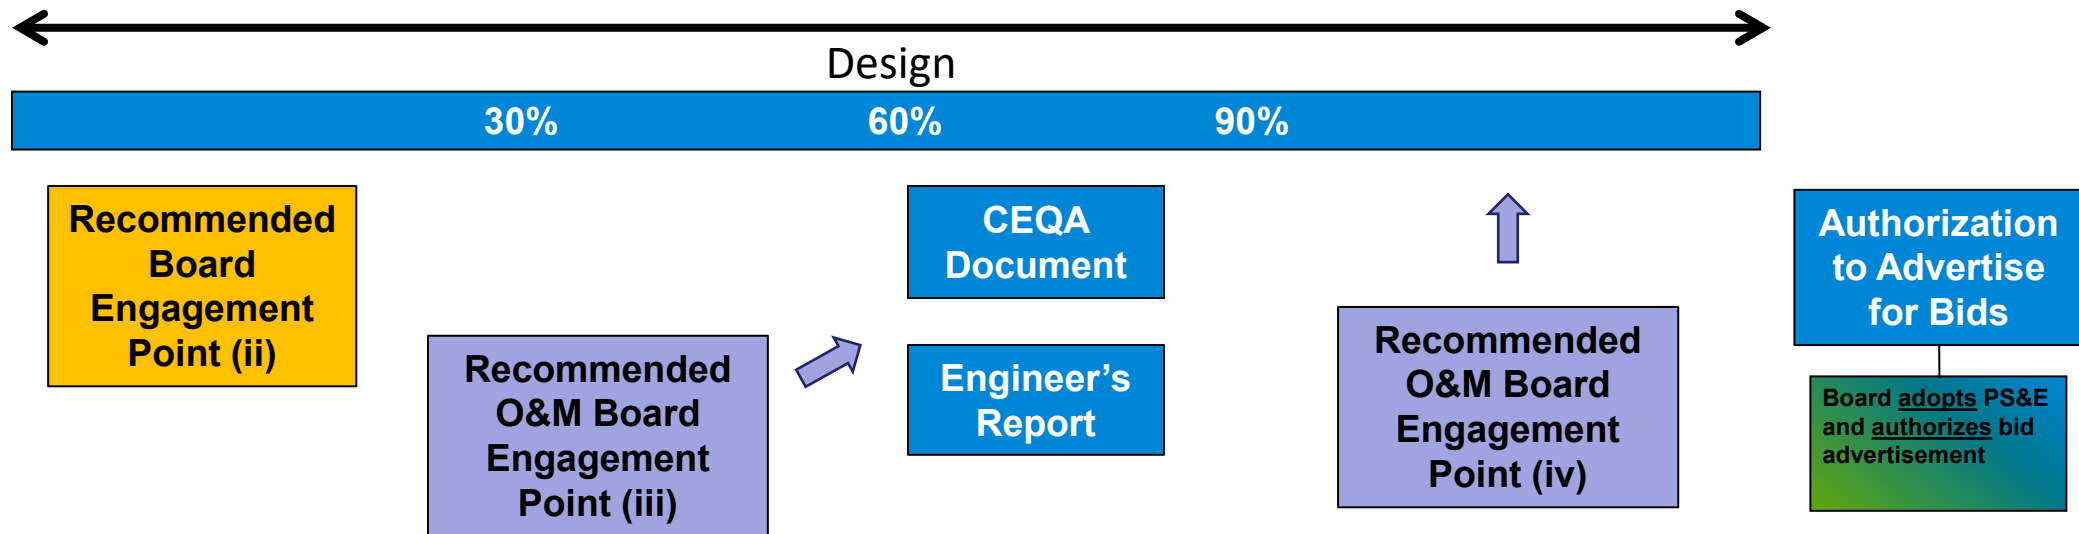 Design
30%
60%
90%
Recommended
Board
Engagement
Point (ii)
Recommended
O&M Board
Engagement
Point (iii)
CEQA
Document
Engineer’s
Report
Recommended
O&M Board
Engagement
Point (iv)
Authorization
to Advertise
for Bids
Board adopts PS&E
and authorizes bid
advertisement